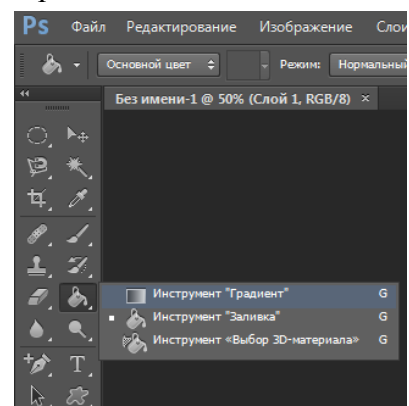 Ps Файл Редактирование Изображение
Основной цвет Режим: Нормальный
Без имени-1 @ 50% (Слой 1, RGB/8) ×
Инструмент "Градиент" G
Инструмент "Заливка" G
Инструмент «Выбор 3D-материала» G
T